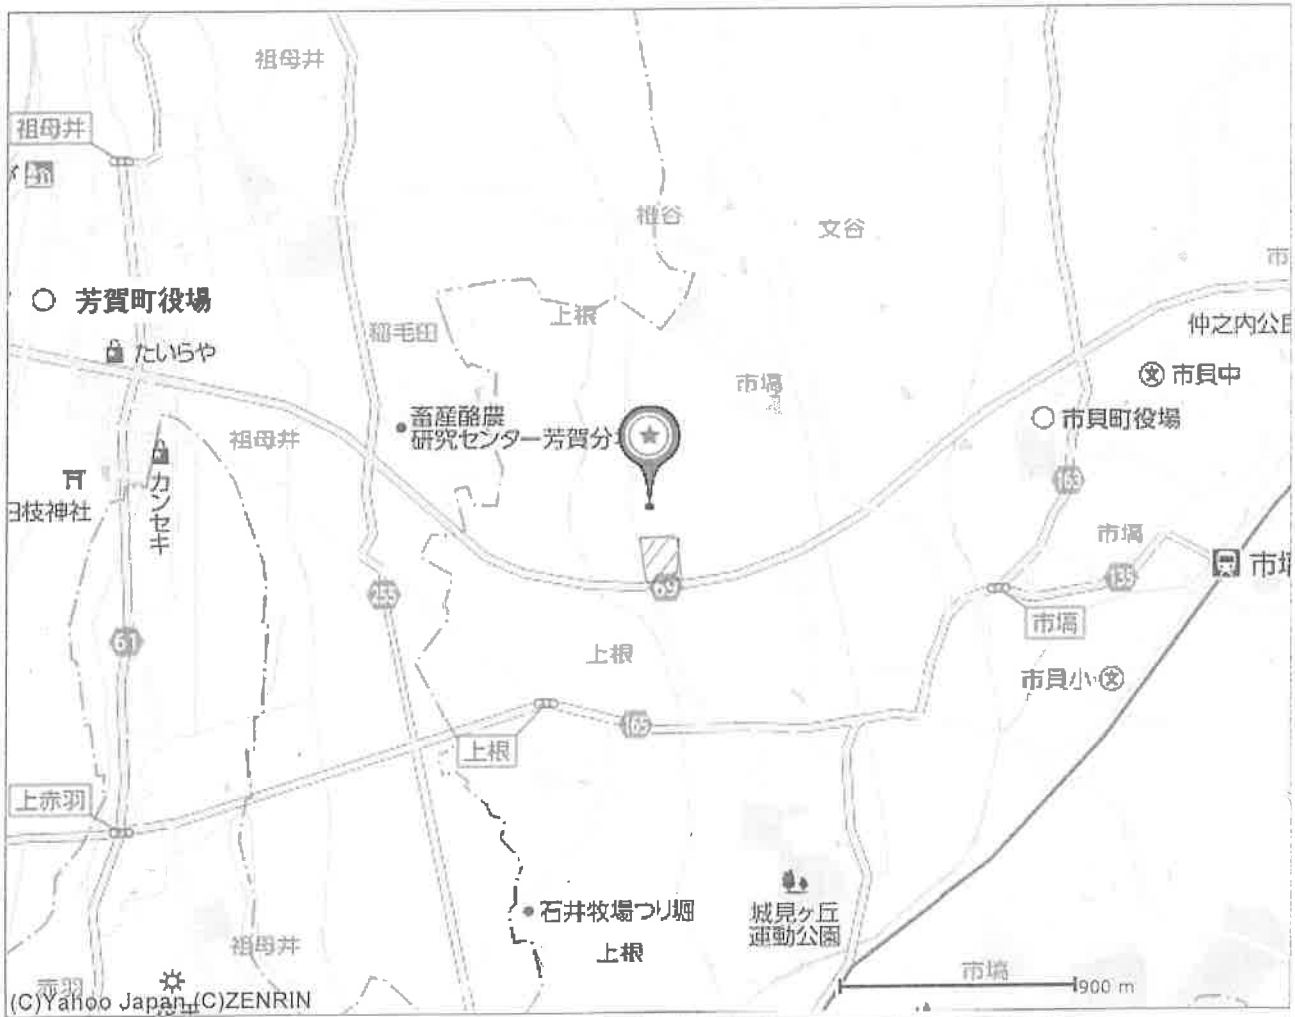 祖母井
祖母井
椎谷
文谷
市
芳賀町役場
上根
稲毛田
仲之内公民
たいらや
市塙
市貝中
畜産酪農
研究センター芳賀分場
市貝町役場
祖母井
カンセキ
日枝神社
163
市塙
135
市塙
69
255
61
市塙
上根
市貝小
165
上根
上赤羽
石井牧場つり堀
上根
城見ヶ丘
運動公園
祖母井
市塙
赤羽
900 m
(C)Yahoo Japan,(C)ZENRIN